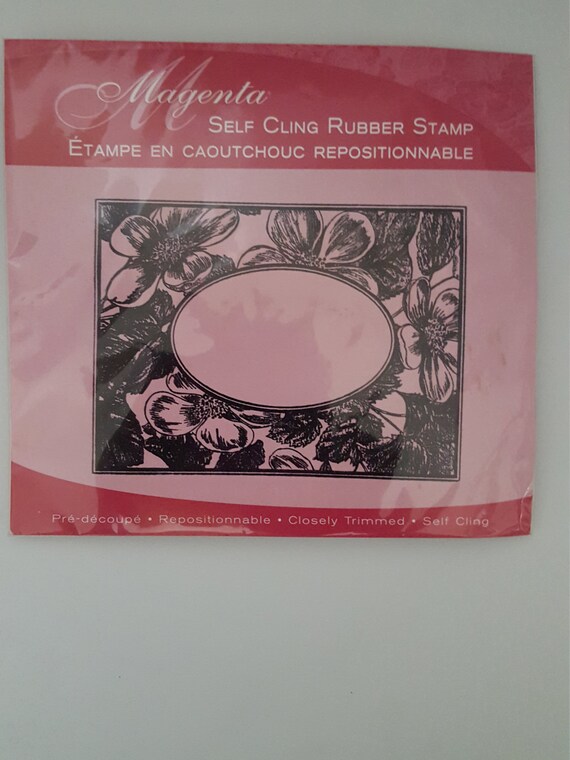 Magenta
SELF CLING RUBBER STAMP
ÉTAMPE EN CAOUTCHOUC REPOSITIONNABLE
Pré-découpé • Repositionnable • Closely Trimmed • Self Cling